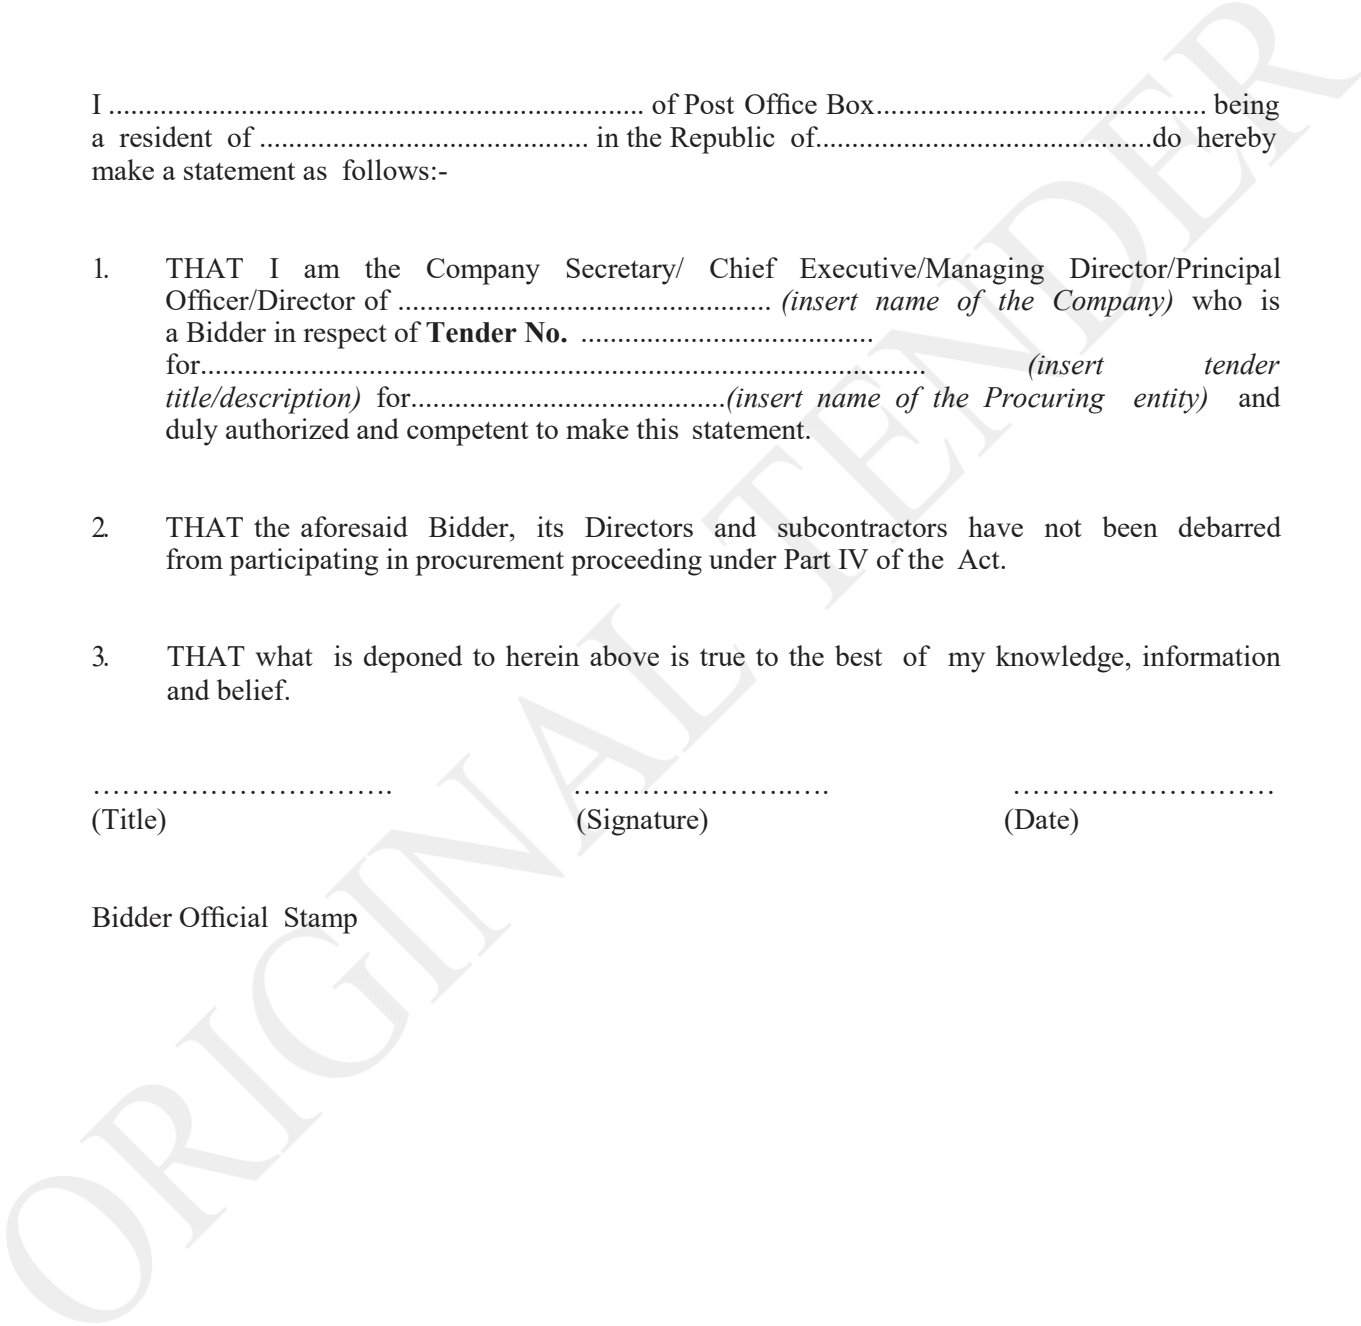 I ......................................................................... of Post Office Box............................................. being
a resident of ............................................. in the Republic of..............................................do hereby
make a statement as follows:-
1. THAT I am the Company Secretary/ Chief Executive/Managing Director/Principal
Officer/Director of ................................................... (insert name of the Company) who is
a Bidder in respect of Tender No. ........................................
for................................................................................................... (insert tender
title/description) for...........................................(insert name of the Procuring entity) and
duly authorized and competent to make this statement.
2. THAT the aforesaid Bidder, its Directors and subcontractors have not been debarred
from participating in procurement proceeding under Part IV of the Act.
3. THAT what is deponed to herein above is true to the best of my knowledge, information
and belief.
…………………………. …………………..…. ………………………
(Title) (Signature) (Date)
Bidder Official Stamp
ORIGINAL TENDER